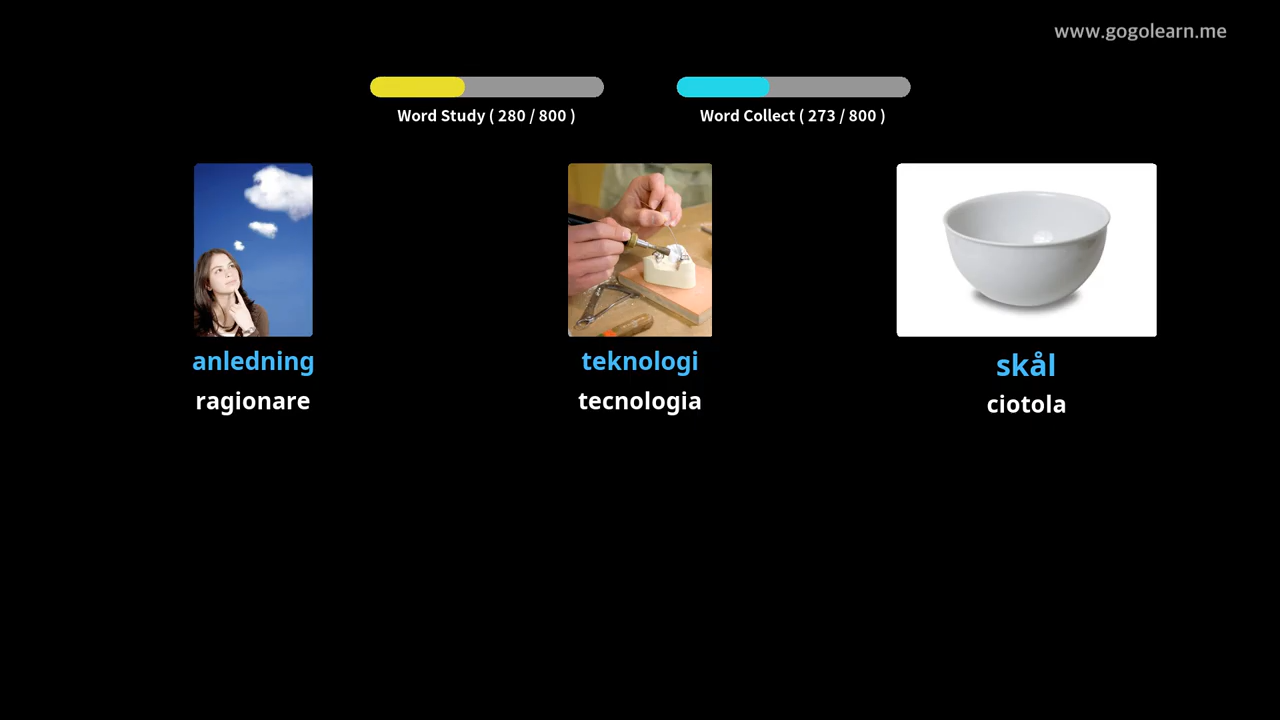 www.gogolearn.me
Word Study ( 280 / 800 )
Word Collect ( 273 / 800 )
anledning
ragionare
teknologi
tecnologia
skål
ciotola